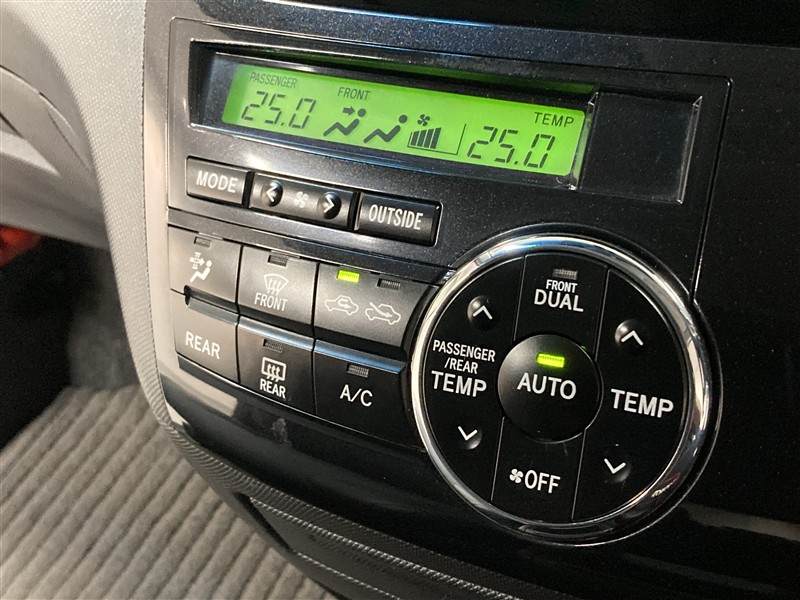 PASSENGER
FRONT
TEMP
25.0
25.0
MODE
OUTSIDE
FRONT
REAR
REAR
A/C
FRONT
DUAL
PASSENGER
/REAR
TEMP
AUTO
TEMP
OFF